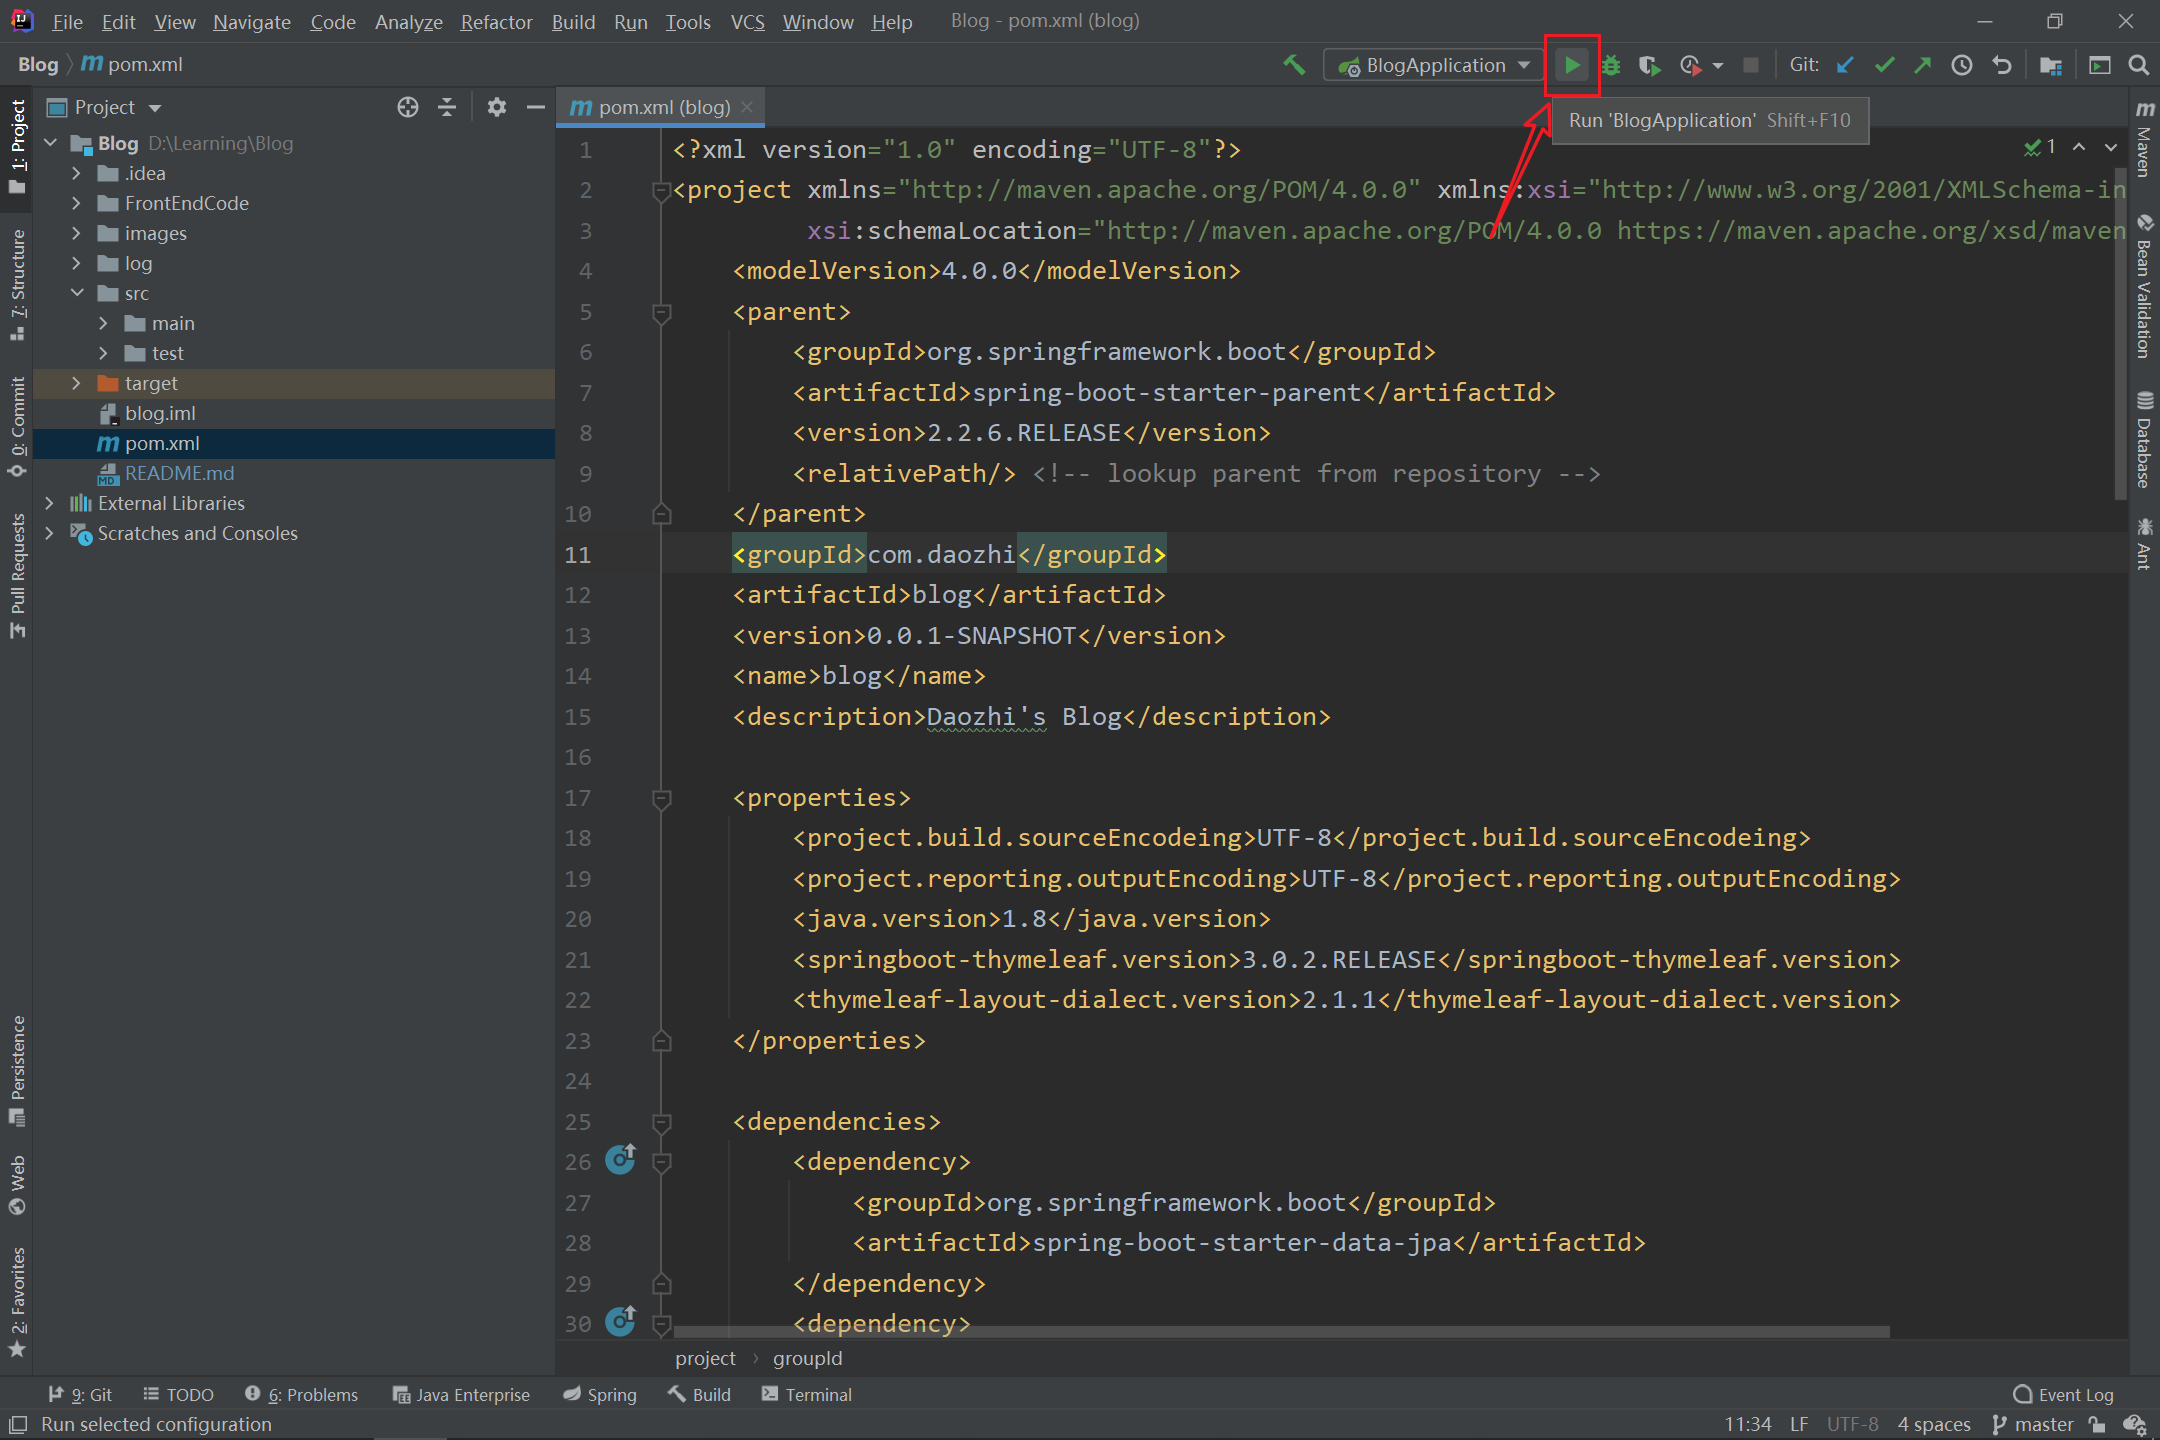 File Edit View Navigate Code Analyze Refactor Build Run Tools VCS Window Help Blog - pom.xml (blog)
Blog pom.xml
BlogApplication Git:
Run 'BlogApplication' Shift+F10
1: Project
7: Structure
0: Commit
Pull Requests
Persistence
Web
2: Favorites
Project
Blog D:\Learning\Blog
.idea
FrontEndCode
images
log
src
main
test
target
blog.iml
pom.xml
README.md
External Libraries
Scratches and Consoles
pom.xml (blog)
1
1 <?xml version="1.0" encoding="UTF-8"?>
2 <project xmlns="http://maven.apache.org/POM/4.0.0" xmlns:xsi="http://www.w3.org/2001/XMLSchema-in
3 xsi:schemaLocation="http://maven.apache.org/POM/4.0.0 https://maven.apache.org/xsd/maven
4 <modelVersion>4.0.0</modelVersion>
5 <parent>
6 <groupId>org.springframework.boot</groupId>
7 <artifactId>spring-boot-starter-parent</artifactId>
8 <version>2.2.6.RELEASE</version>
9 <relativePath/> <!-- lookup parent from repository -->
10 </parent>
11 <groupId>com.daozhi</groupId>
12 <artifactId>blog</artifactId>
13 <version>0.0.1-SNAPSHOT</version>
14 <name>blog</name>
15 <description>Daozhi's Blog</description>
16
17 <properties>
18 <project.build.sourceEncodeing>UTF-8</project.build.sourceEncodeing>
19 <project.reporting.outputEncoding>UTF-8</project.reporting.outputEncoding>
20 <java.version>1.8</java.version>
21 <springboot-thymeleaf.version>3.0.2.RELEASE</springboot-thymeleaf.version>
22 <thymeleaf-layout-dialect.version>2.1.1</thymeleaf-layout-dialect.version>
23 </properties>
24
25 <dependencies>
26 <dependency>
27 <groupId>org.springframework.boot</groupId>
28 <artifactId>spring-boot-starter-data-jpa</artifactId>
29 </dependency>
30 <dependency>
project groupId
Maven
Bean Validation
Database
Ant
9: Git TODO 6: Problems Java Enterprise Spring Build Terminal Event Log
Run selected configuration 11:34 LF UTF-8 4 spaces master